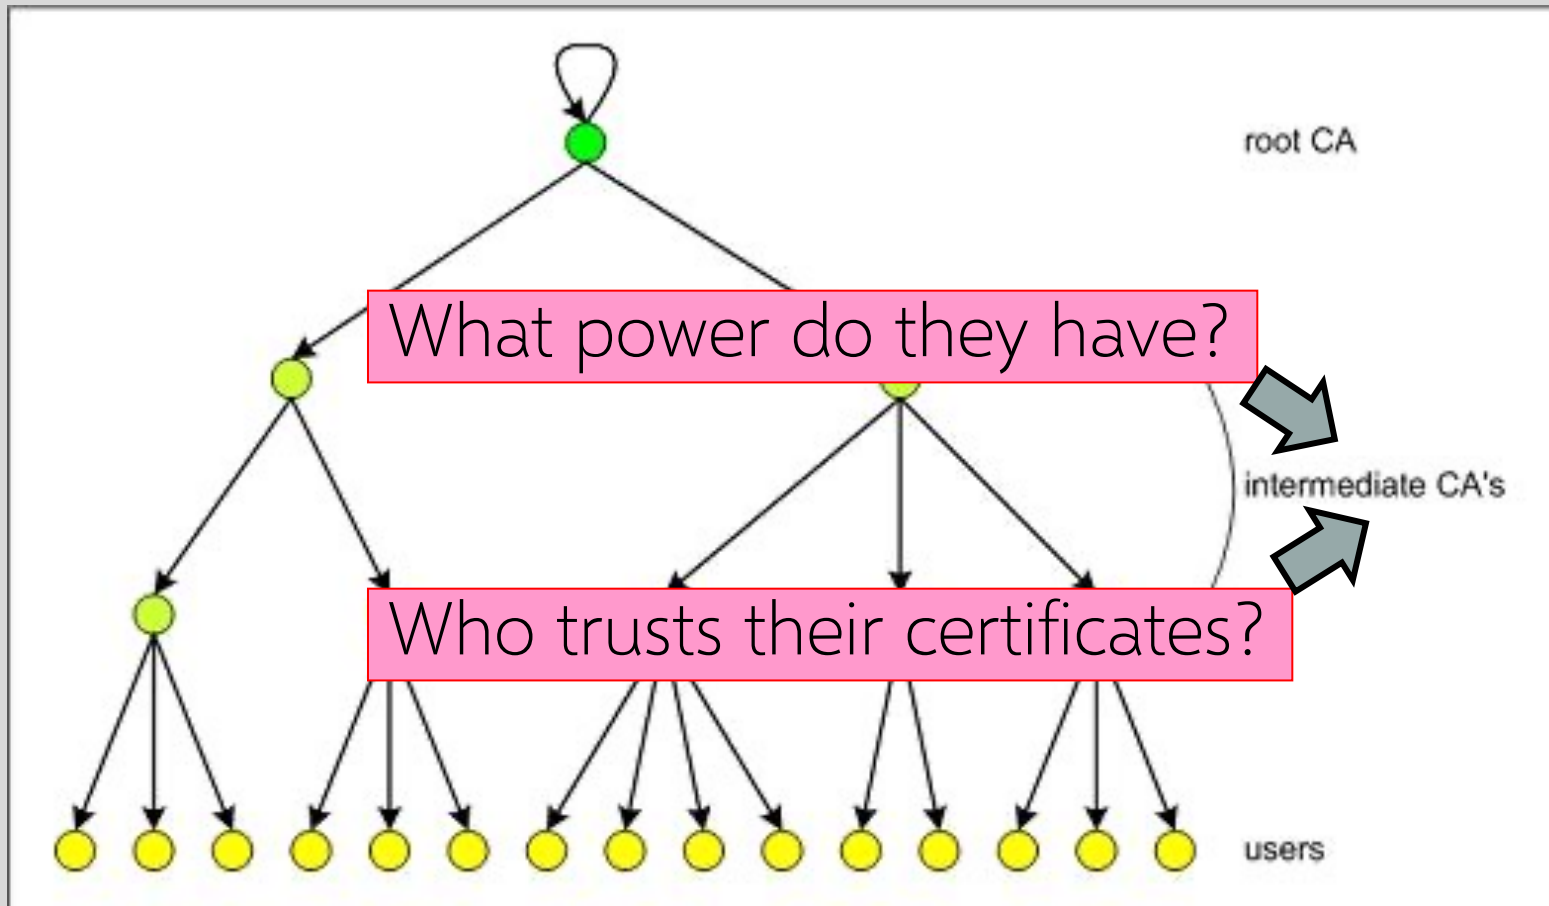 root CA
What power do they have?
intermediate CA's
Who trusts their certificates?
users